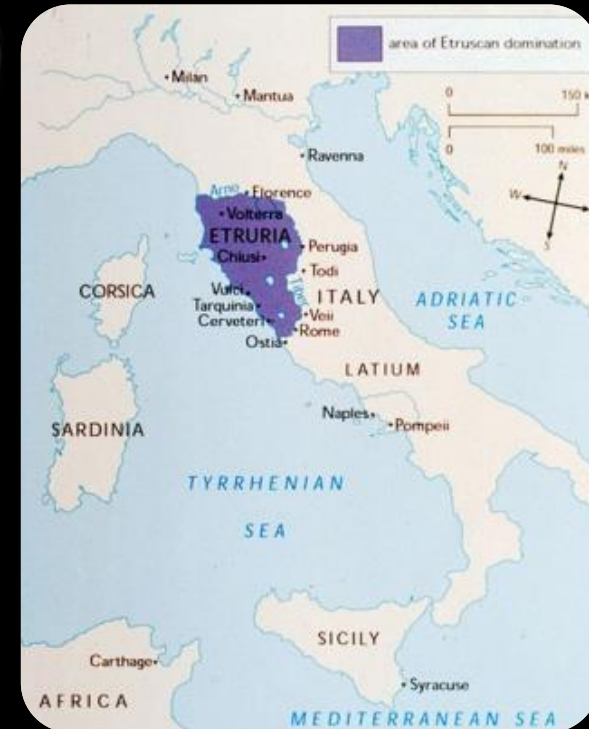 area of Etruscan domination
Milan
Mantua
0 150 k
0 100 miles
N
W
S
Ravenna
Arno Florence
Volterra
ETRURIA
Chiusi
Perugia
Todi
CORSICA
Vulci
Tiber
ITALY
ADRIATIC
SEA
Tarquinia
Veii
Cerveteri
Rome
Ostia
LATIUM
Naples
Pompeii
SARDINIA
TYRRHENIAN
SEA
SICILY
Carthage
Syracuse
AFRICA
MEDITERRANEAN SEA